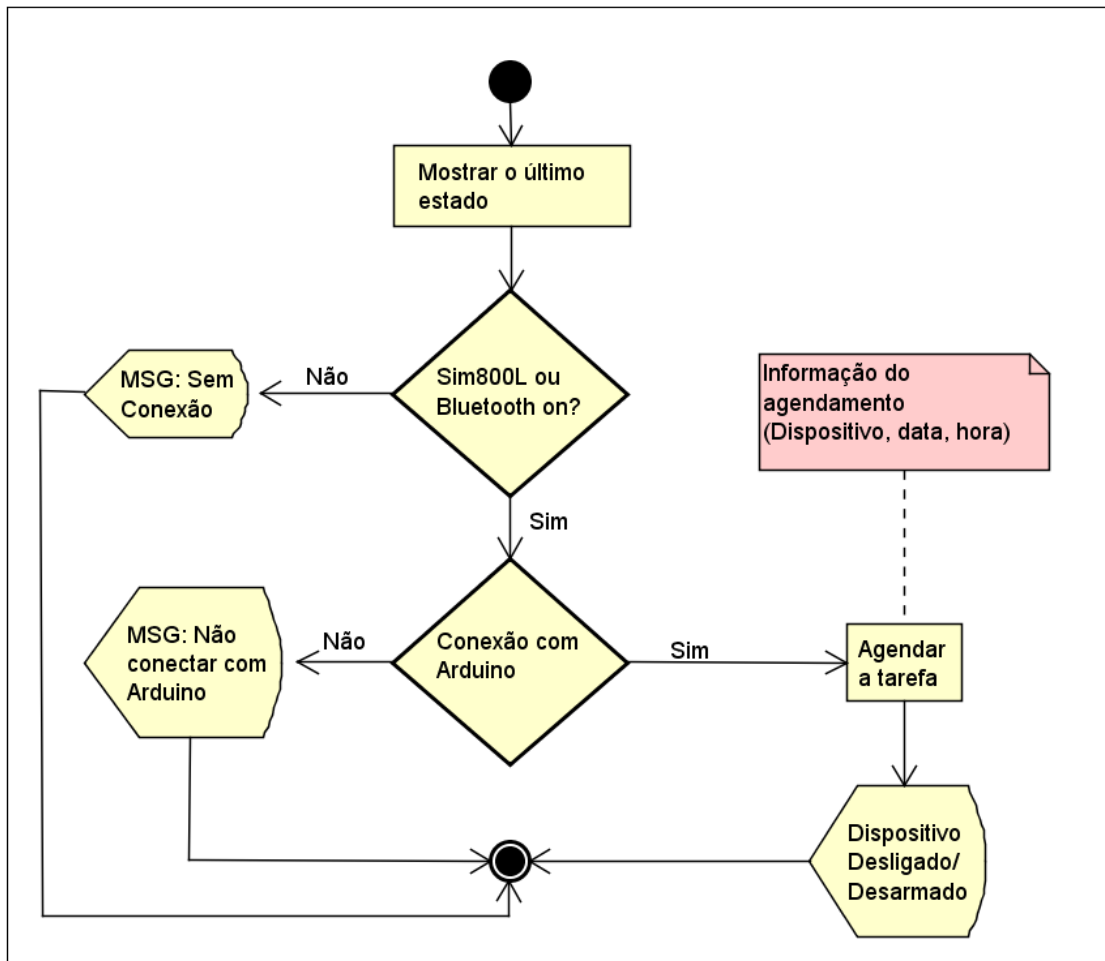 Mostrar o último
estado
Sim800L ou
Bluetooth on?
Não
MSG: Sem
Conexão
Informação do
agendamento
(Dispositivo, data, hora)
Sim
Conexão com
Arduino
Não
MSG: Não
conectar com
Arduino
Sim
Agendar
a tarefa
Dispositivo
Desligado/
Desarmado